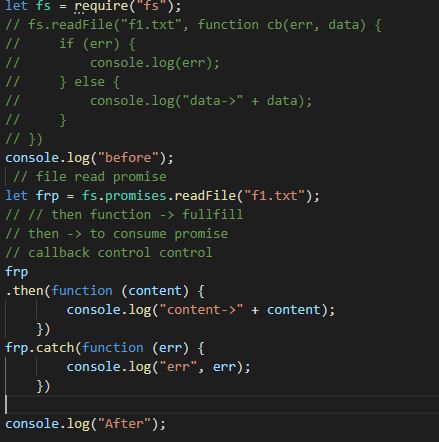 let fs = require("fs");
// fs.readFile("f1.txt", function cb(err, data) {
//     if (err) {
//         console.log(err);
//     } else {
//         console.log("data->" + data);
//     }
// })
console.log("before");
// file read promise
let frp = fs.promises.readFile("f1.txt");
// // then function -> fullfill
// then -> to consume promise
// callback control control
frp
.then(function (content) {
        console.log("content->" + content);
    })
frp.catch(function (err) {
        console.log("err", err);
    })
console.log("After");